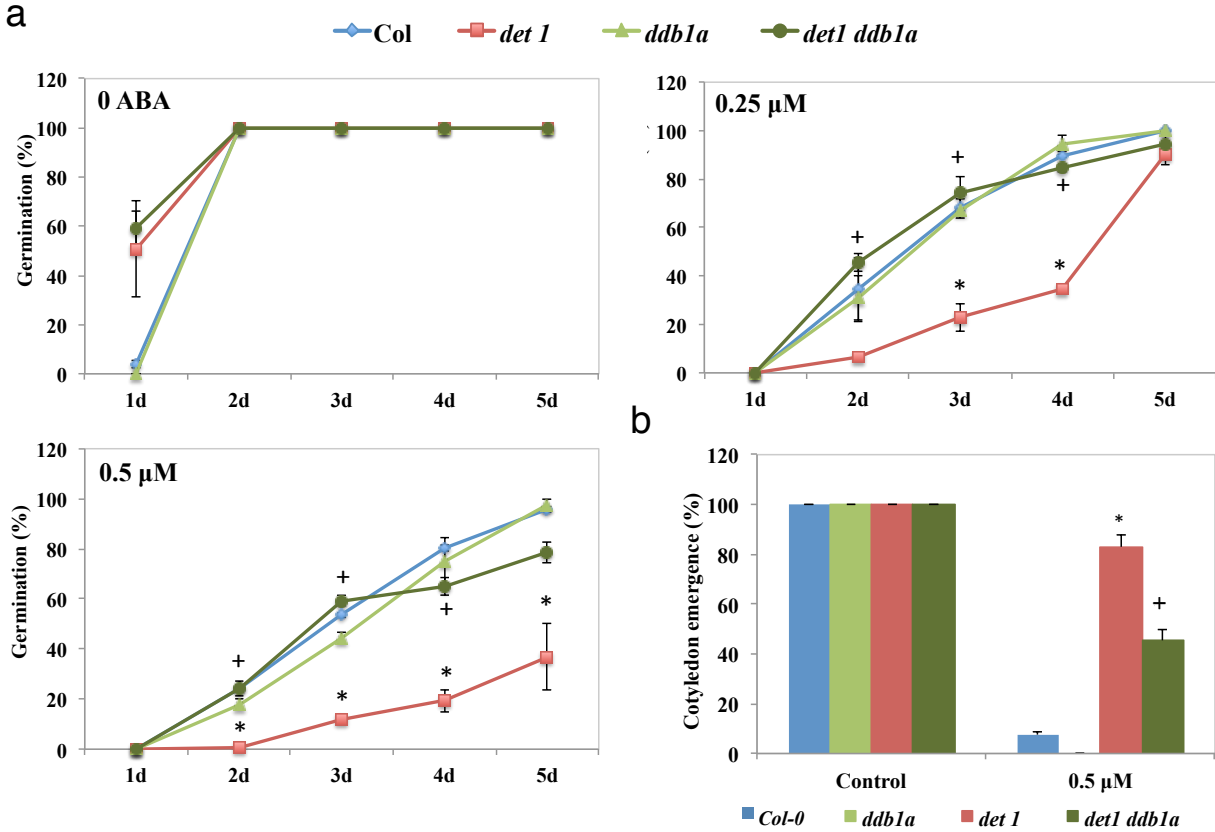 a
Col det 1 ddb1a det1 ddb1a
0 ABA
Germination (%)
120
100
80
60
40
20
0
1d 2d 3d 4d 5d
0.25 μM
120
100
80
60
40
20
0
+ + +
* *
1d 2d 3d 4d 5d
0.5 μM
Germination (%)
120
100
80
60
40
20
0
+ + +
* * * *
1d 2d 3d 4d 5d
b
Cotyledon emergence (%)
120
100
80
60
40
20
0
* +
Control 0.5 μM
Col-0 ddb1a det 1 det1 ddb1a